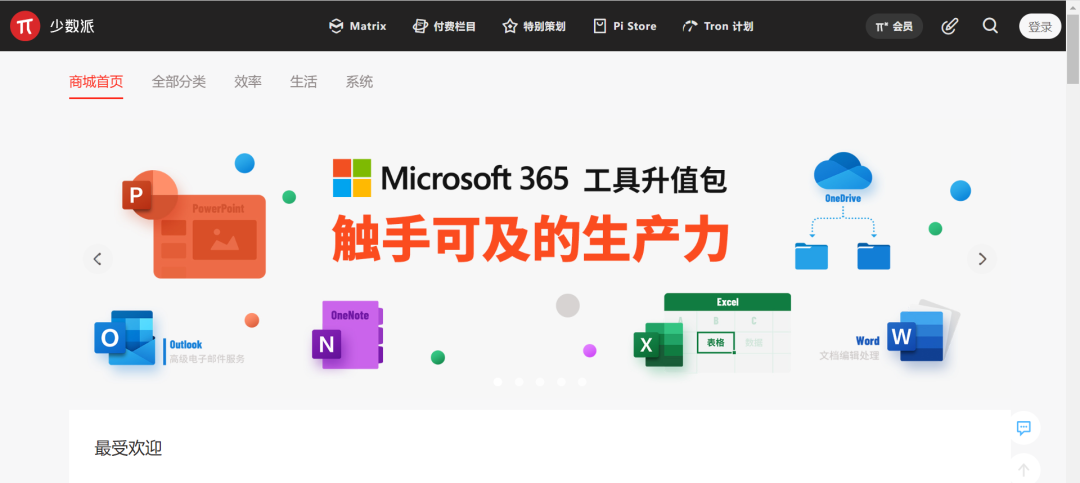 少数派
Matrix
付费栏目
特别策划
Pi Store
Tron 计划
π+ 会员
登录
商城首页
全部分类
效率
生活
系统
Microsoft 365 工具升值包
触手可及的生产力
P
PowerPoint
OneDrive
O
Outlook
高级电子邮件服务
OneNote
N
Excel
A B C
X
表格
数据
Word
文档编辑处理
W
最受欢迎